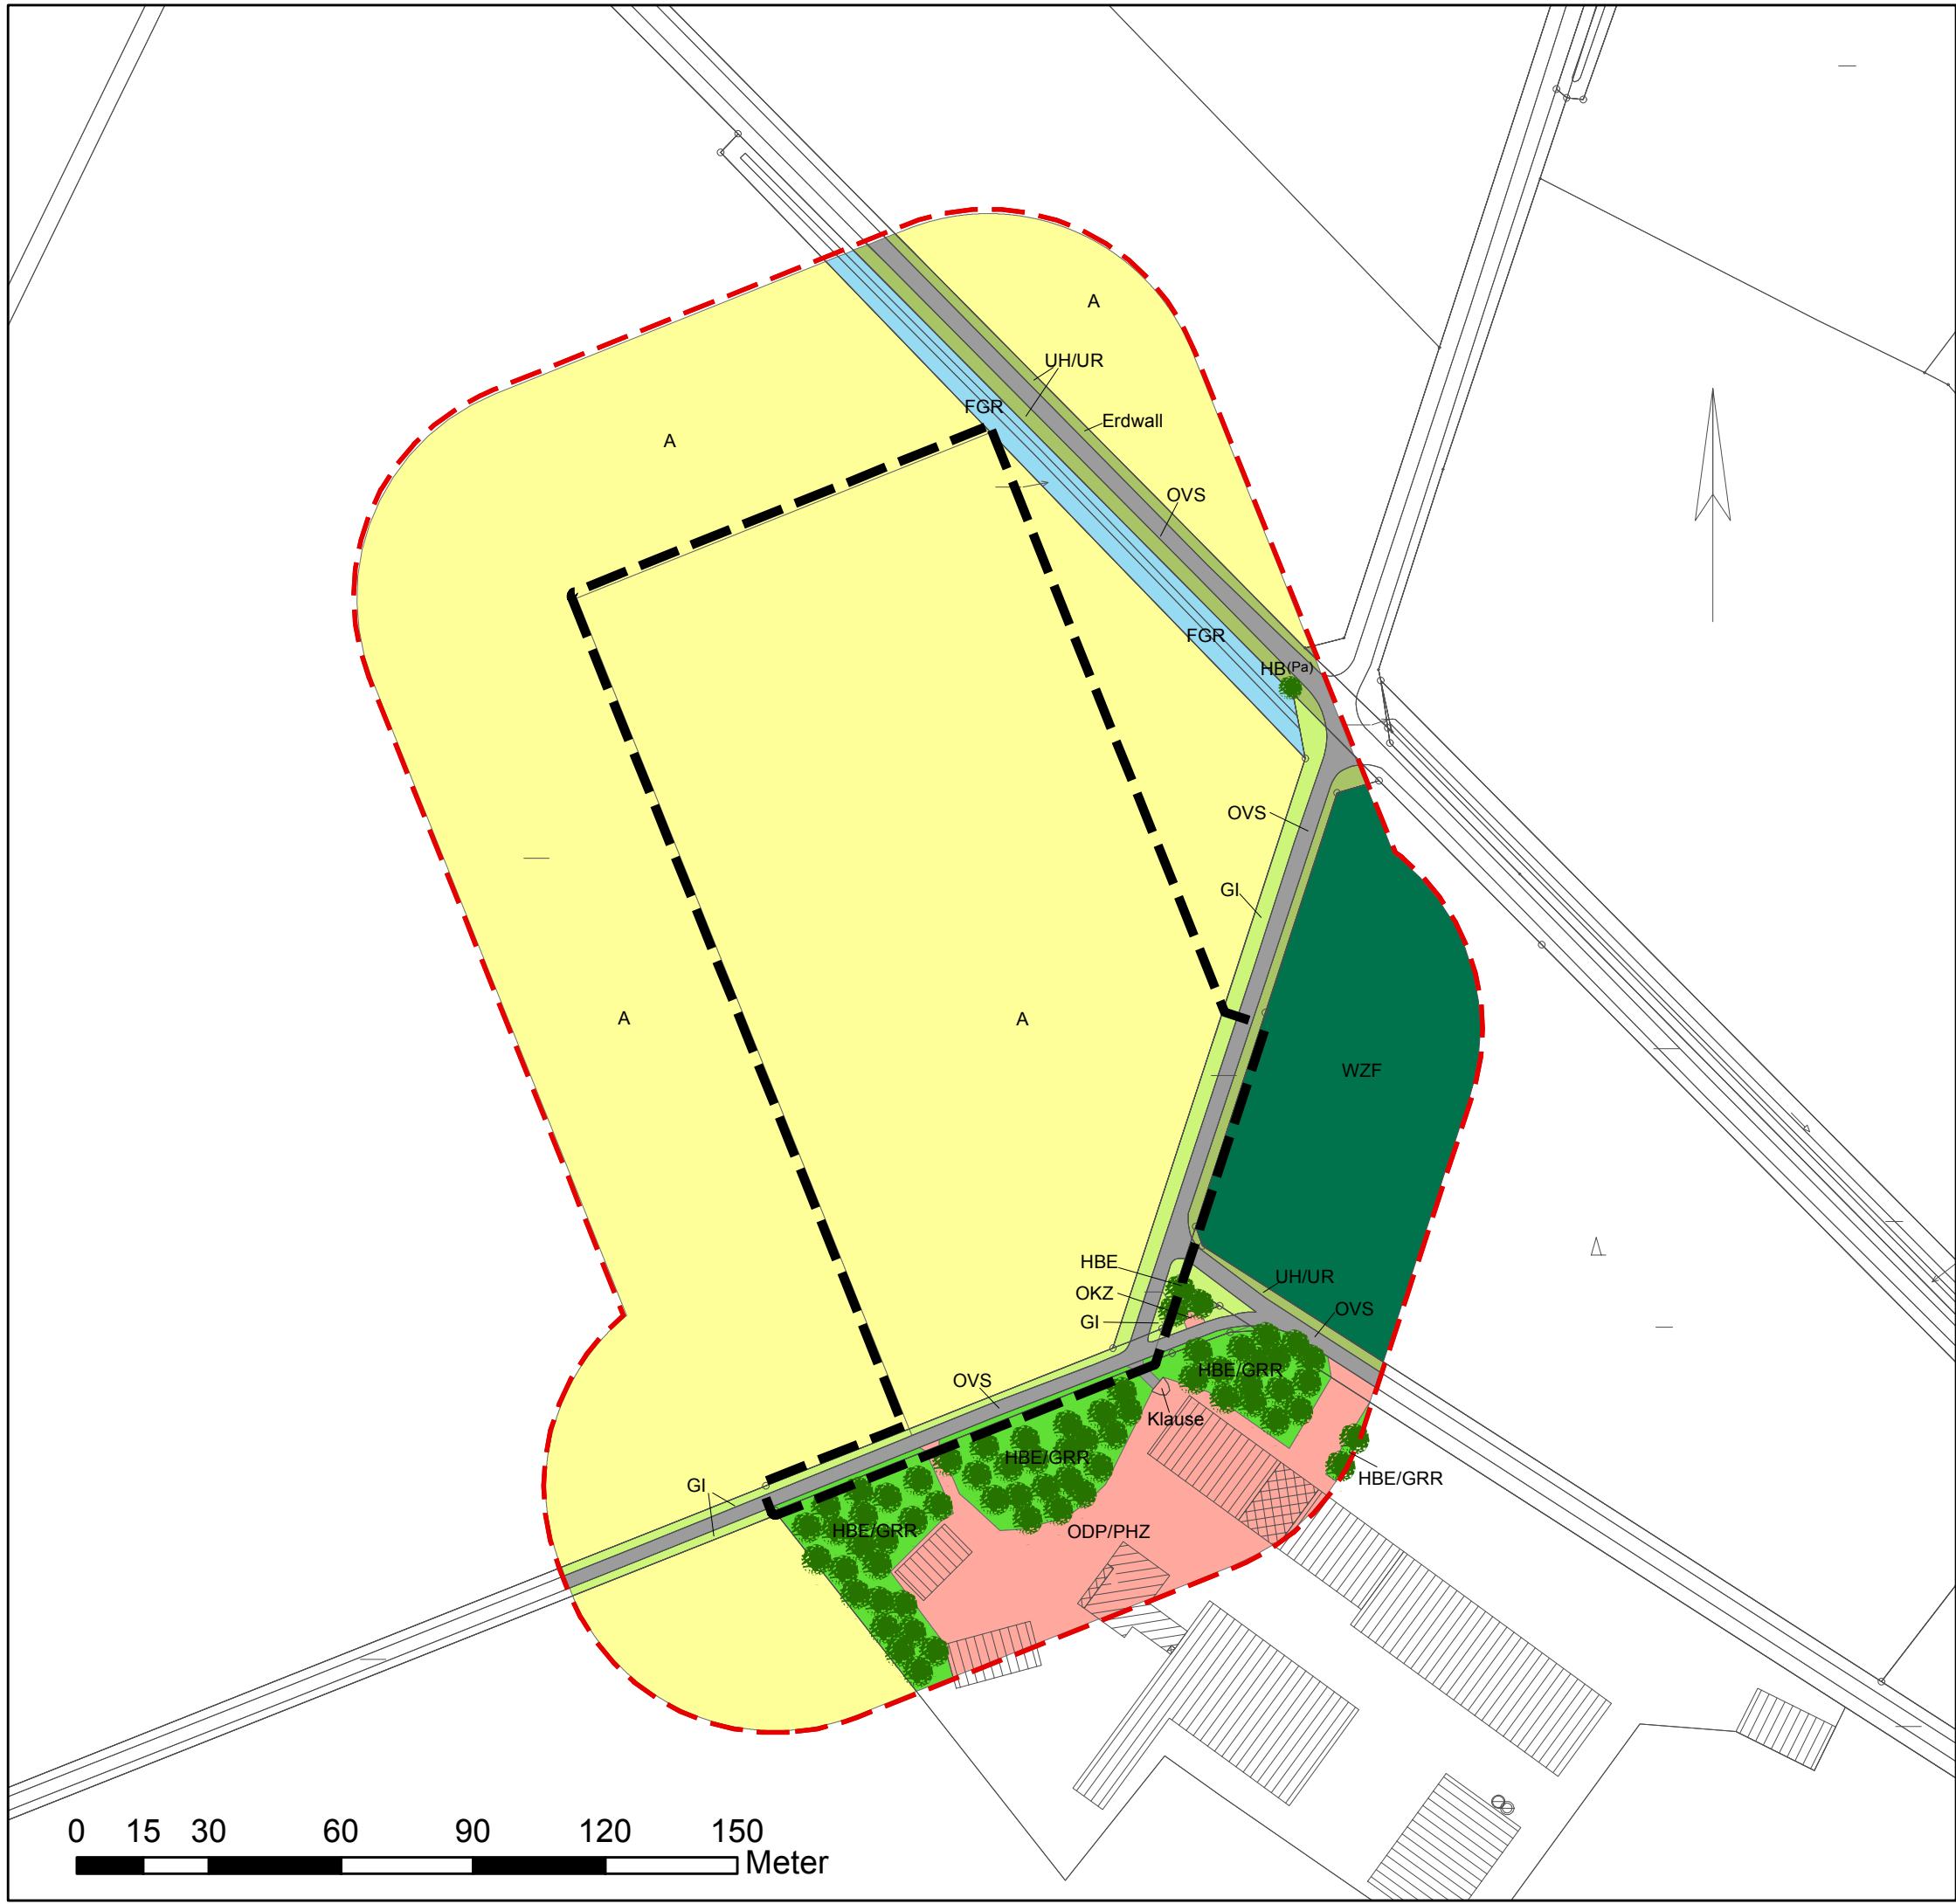 A
UH/UR
FGR
Erdwall
A
OVS
FGR
HB(Pa)
OVS
GI
A
A
WZF
HBE
UH/UR
OKZ
OVS
GI
HBE/GRR
OVS
Klause
HBE/GRR
HBE/GRR
GI
HBE/GRR
ODP/PHZ
0 15 30 60 90 120 150
Meter